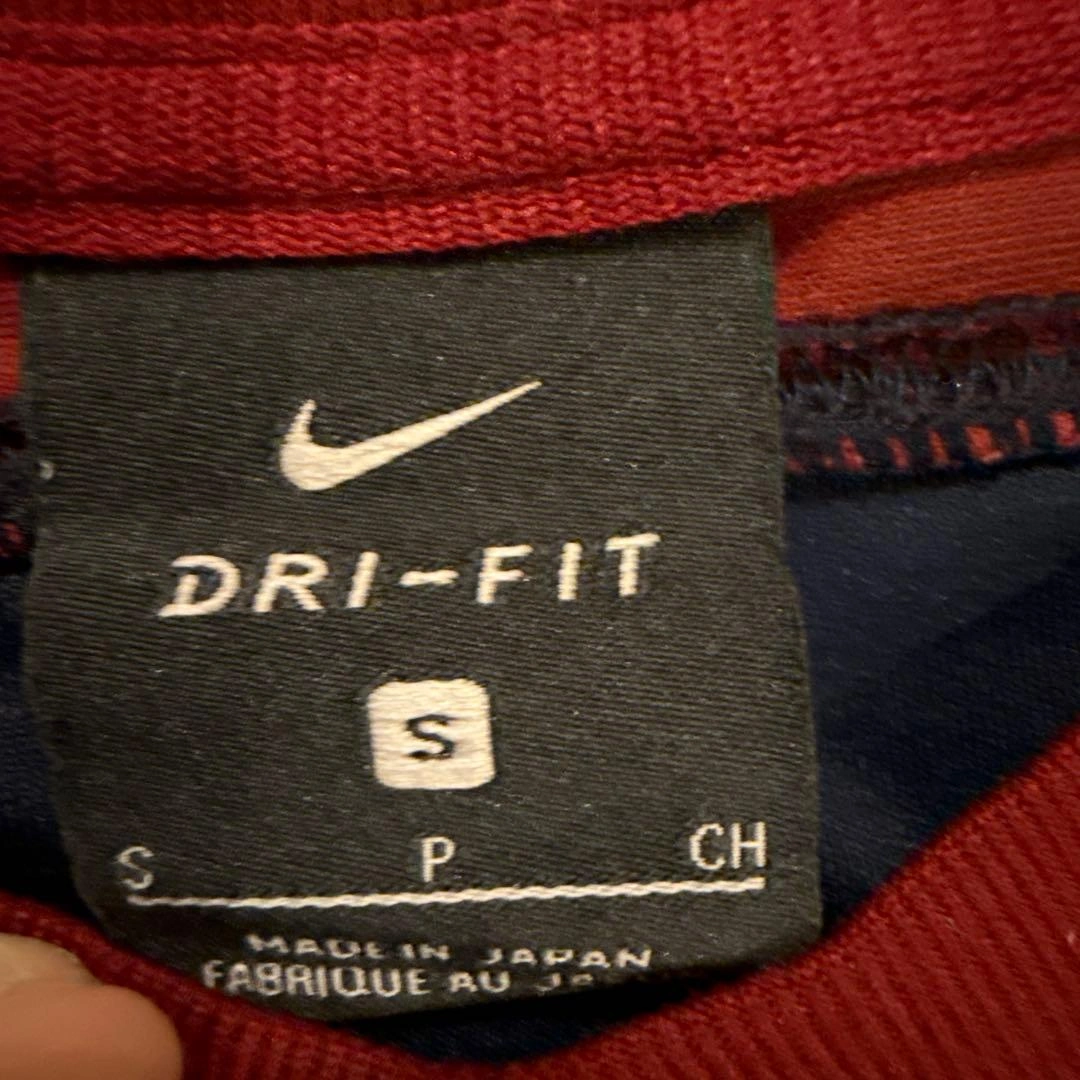 DRI-FIT
S
S P CH
MADE IN JAPAN
FABRIQUE AU